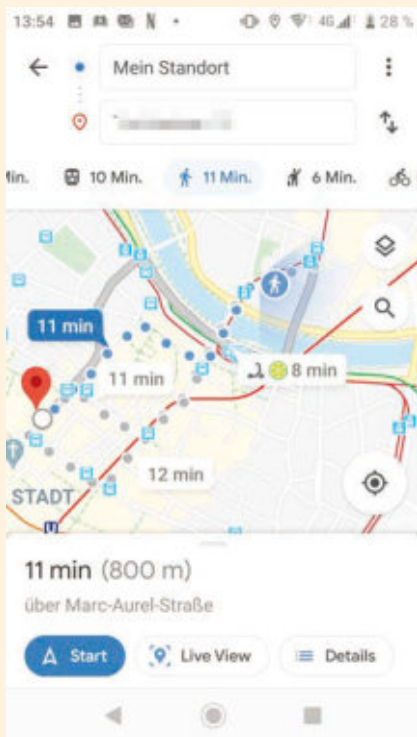 13:54 N 4G 28 %
Mein Standort
Min. 10 Min. 11 Min. 6 Min.
11 min
11 min
8 min
12 min
STADT
U
11 min (800 m)
über Marc-Aurel-Straße
Start Live View Details